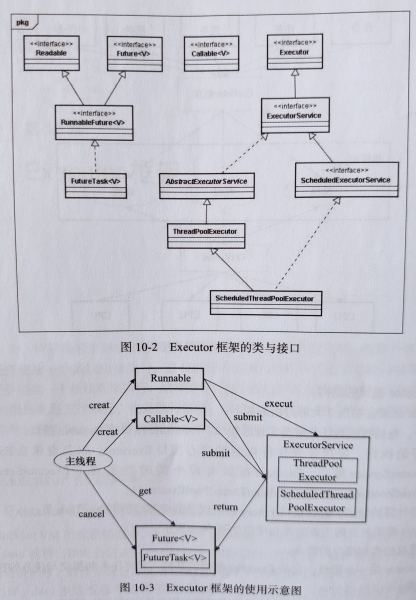 pkg
<<interface>>
Readable
<<interface>>
Future<V>
<<interface>>
Callable<V>
<<interface>>
Executor
<<interface>>
RunnableFuture<V>
<<interface>>
ExecutorService
FutureTask<V>
AbstractExecutorService
<<interface>>
ScheduledExecutorService
ThreadPoolExecutor
ScheduledThreadPoolExecutor
图 10-2 Executor 框架的类与接口
Runnable
creat
execut
submit
Callable<V>
creat
ExecutorService
主线程
submit
ThreadPool
Executor
get
ScheduledThread
PoolExecutor
cancel
return
Future<V>
FutureTask<V>
图 10-3 Executor 框架的使用示意图